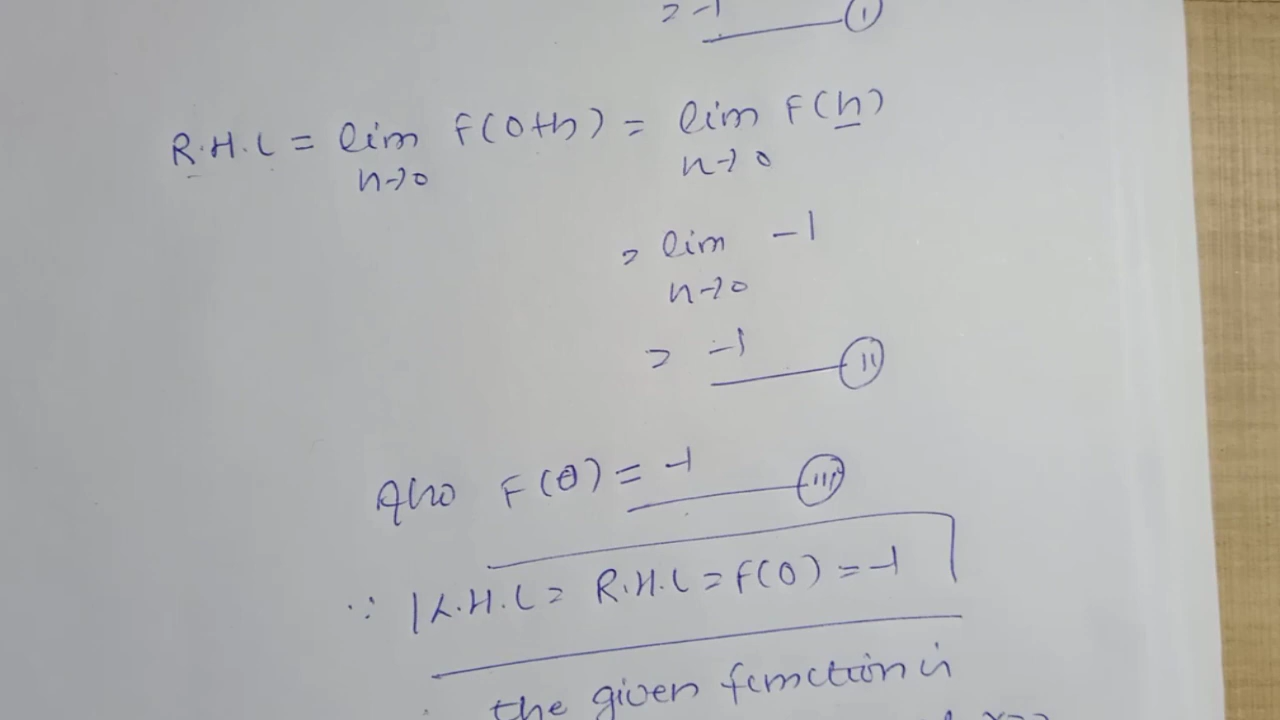 = -1 (i)
R.H.L = lim f(0+h) = lim f(h)
h→0 h→0
= lim -1
h→0
= -1 (ii)
Also f(0) = -1 (iii)
∵ L.H.L = R.H.L = f(0) = -1
the given function is